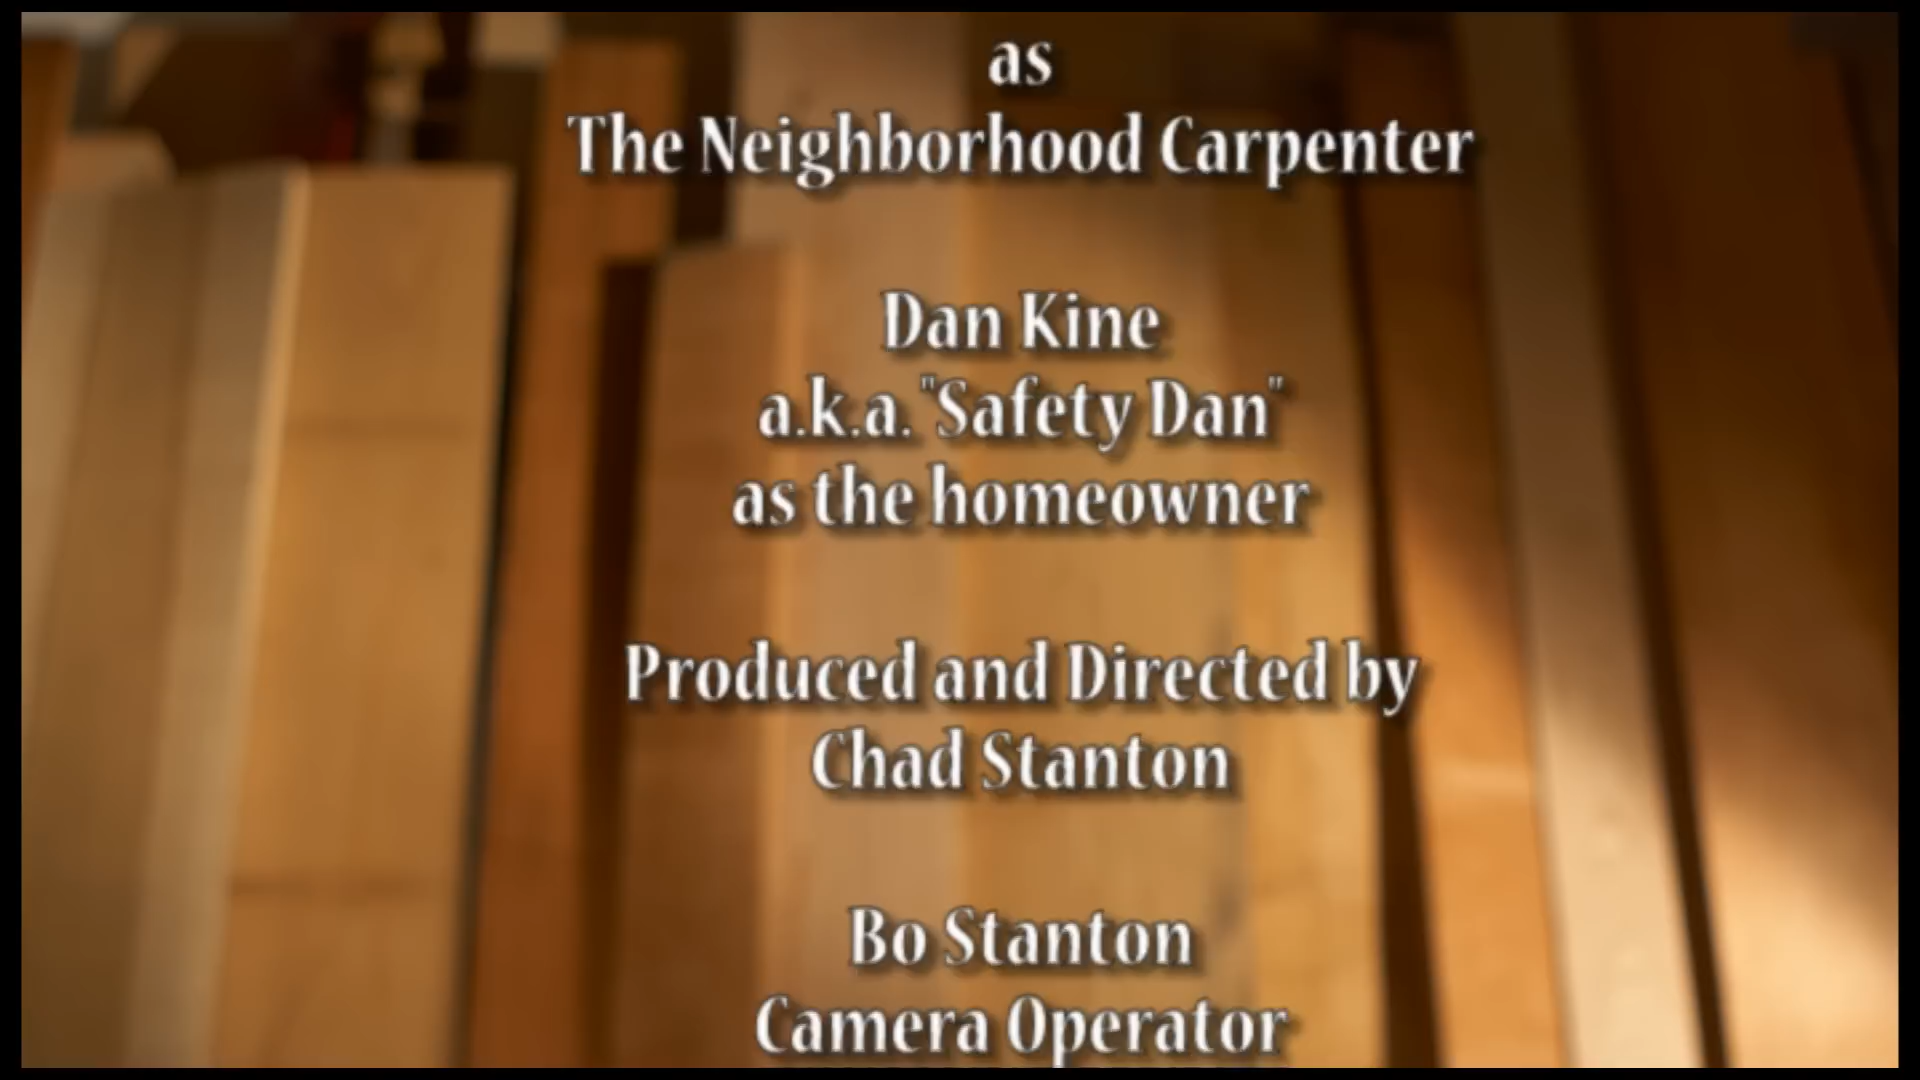 as
The Neighborhood Carpenter
Dan Kine
a.k.a. "Safety Dan"
as the homeowner
Produced and Directed by
Chad Stanton
Bo Stanton
Camera Operator